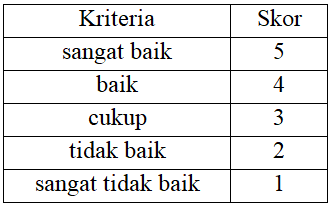 Kriteria Skor
sangat baik 5
baik 4
cukup 3
tidak baik 2
sangat tidak baik 1